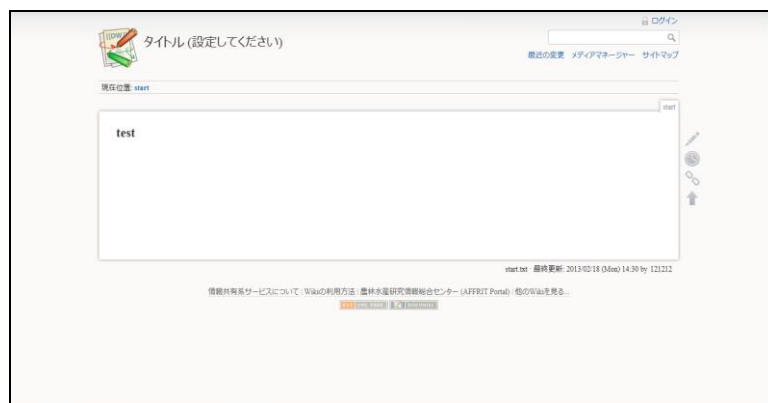 ログイン
タイトル (設定してください)
最近の変更 メディアマネージャー サイトマップ
現在位置: start
start
test
start.txt · 最終更新: 2013/02/18 (Mon) 14:30 by 121212
情報共有系サービスについて : Wikiの利用方法 : 農林水産研究情報総合センター (AFFRIT Portal) : 他のWikiを見る...